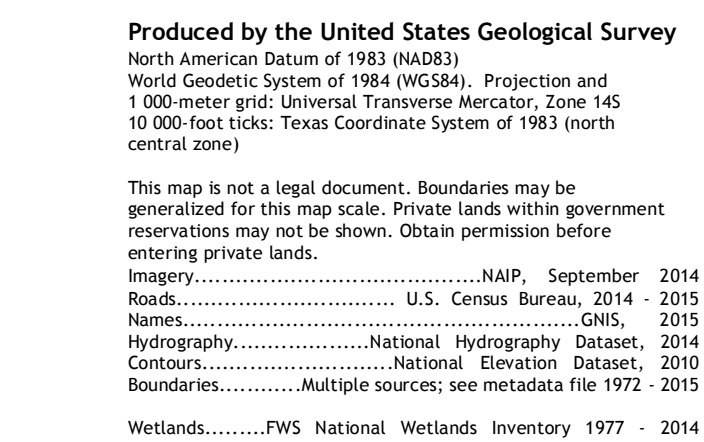 Produced by the United States Geological Survey
North American Datum of 1983 (NAD83)
World Geodetic System of 1984 (WGS84). Projection and
1 000-meter grid: Universal Transverse Mercator, Zone 14S
10 000-foot ticks: Texas Coordinate System of 1983 (north
central zone)
This map is not a legal document. Boundaries may be
generalized for this map scale. Private lands within government
reservations may not be shown. Obtain permission before
entering private lands.
Imagery..........................................NAIP, September 2014
Roads................................ U.S. Census Bureau, 2014 - 2015
Names..........................................................GNIS, 2015
Hydrography....................National Hydrography Dataset, 2014
Contours............................National Elevation Dataset, 2010
Boundaries............Multiple sources; see metadata file 1972 - 2015
Wetlands.........FWS National Wetlands Inventory 1977 - 2014